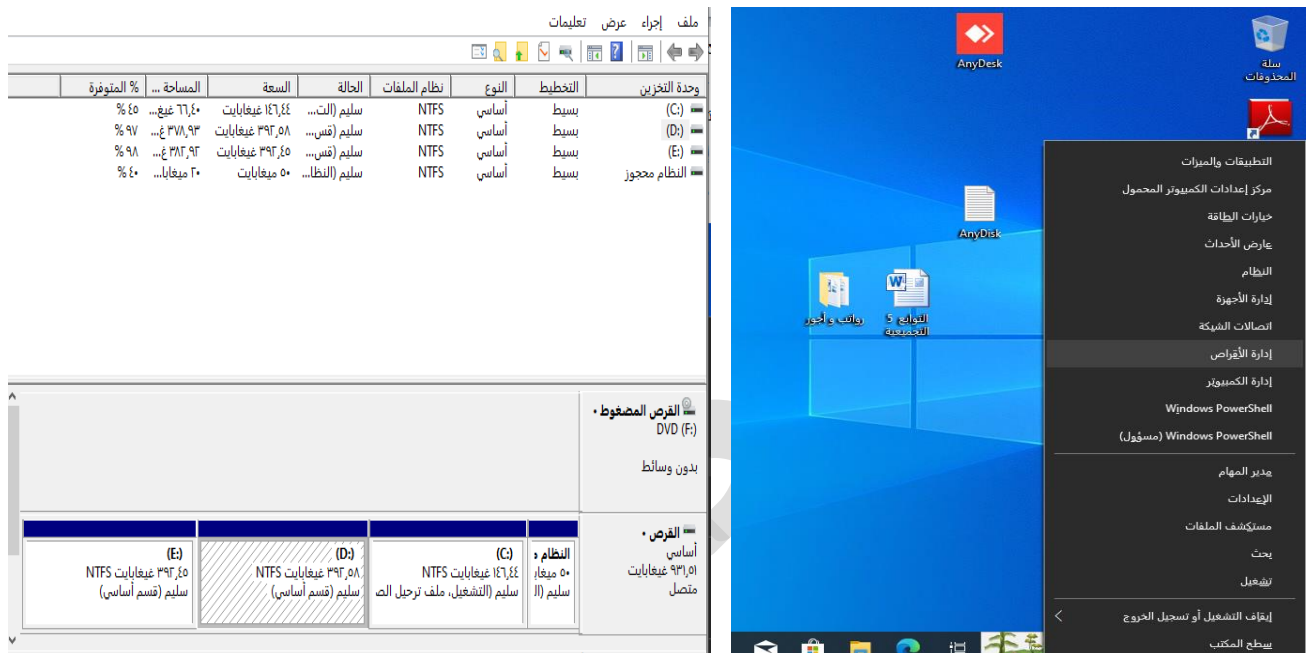 ملف إجراء عرض تعليمات
وحدة التخزين التخطيط النوع نظام الملفات الحالة السعة المساحة ... % المتوفرة
(C:) بسيط أساسي NTFS سليم (الت... ١٤٦,٤٤ غيغابايت ٦٦,٤٠ غيغ... ٤٥ %
(D:) بسيط أساسي NTFS سليم (قس... ٣٩٢,٥٨ غيغابايت ٣٧٨,٩٣ غ... ٩٧ %
(E:) بسيط أساسي NTFS سليم (قس... ٣٩٢,٤٥ غيغابايت ٣٨٢,٩٢ غ... ٩٨ %
النظام محجوز بسيط أساسي NTFS سليم (النظا... ٥٠ ميغابايت ٢٠ ميغابا... ٤٠ %
القرص المضغوط ٠
DVD (F:)
بدون وسائط
القرص ٠
أساسي
٩٣١,٥١ غيغابايت
متصل
النظام م
٥٠ ميغاب
سليم (ال
(C:)
١٤٦,٤٤ غيغابايت NTFS
سليم (التشغيل، ملف ترحيل الص
(D:)
٣٩٢,٥٨ غيغابايت NTFS
سليم (قسم أساسي)
(E:)
٣٩٢,٤٥ غيغابايت NTFS
سليم (قسم أساسي)
سلة
المحذوفات
AnyDesk
AnyDisk
التوابع 5
التجميعية
رواتب و أجور
التطبيقات والميزات
مركز إعدادات الكمبيوتر المحمول
خيارات الطاقة
عارض الأحداث
النظام
إدارة الأجهزة
اتصالات الشبكة
إدارة الأقراص
إدارة الكمبيوتر
Windows PowerShell
Windows PowerShell (مسؤول)
مدير المهام
الإعدادات
مستكشف الملفات
بحث
تشغيل
إيقاف التشغيل أو تسجيل الخروج
سطح المكتب